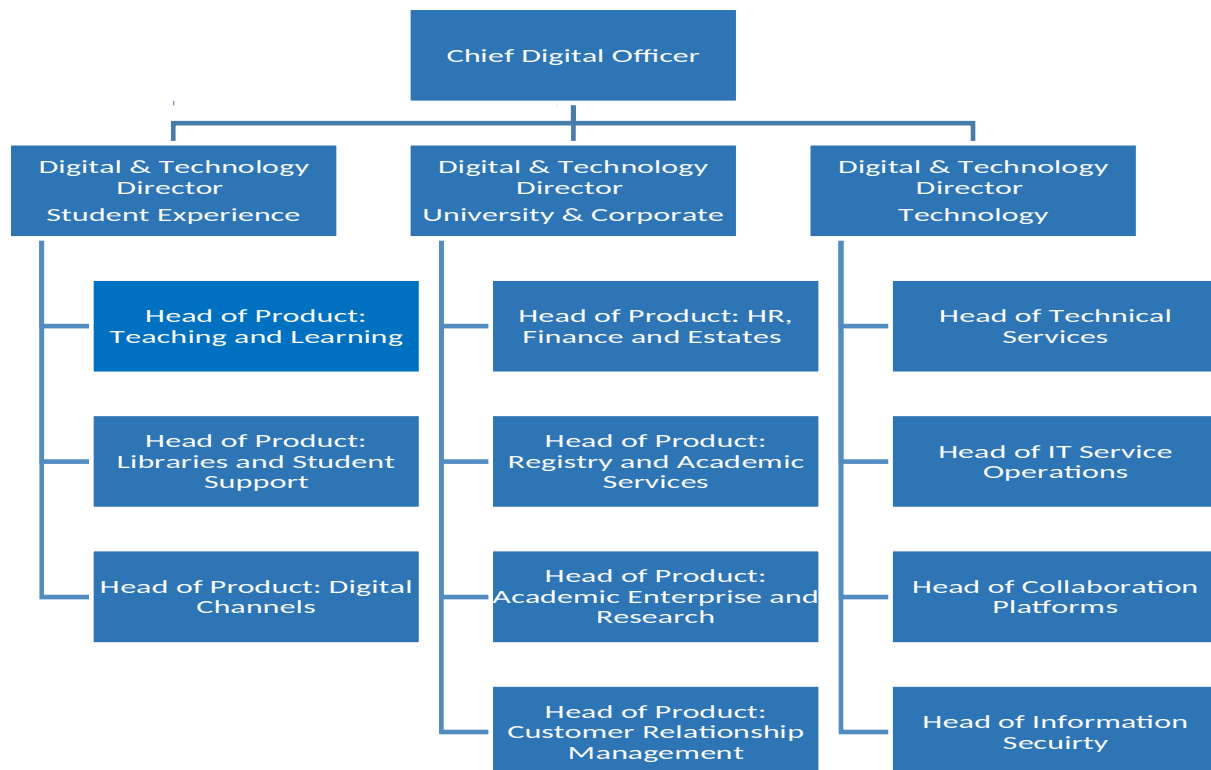 Chief Digital Officer
Digital & Technology
Director
Student Experience
Digital & Technology
Director
University & Corporate
Digital & Technology
Director
Technology
Head of Product:
Teaching and Learning
Head of Product: HR,
Finance and Estates
Head of Technical
Services
Head of Product:
Libraries and Student
Support
Head of Product:
Registry and Academic
Services
Head of IT Service
Operations
Head of Product: Digital
Channels
Head of Product:
Academic Enterprise and
Research
Head of Collaboration
Platforms
Head of Product:
Customer Relationship
Management
Head of Information
Secuirty